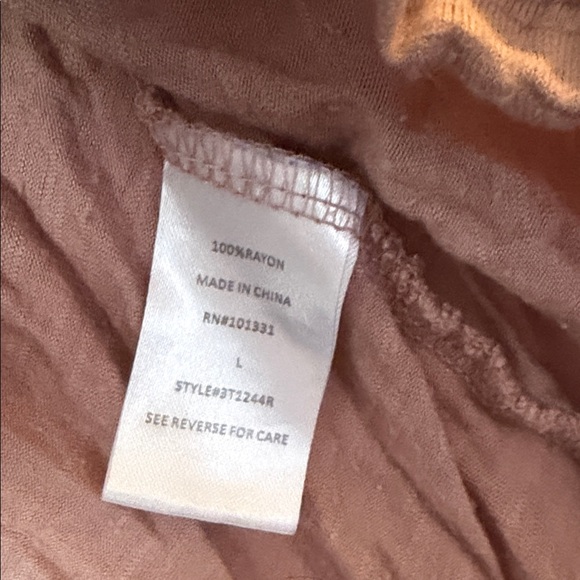 100%RAYON
MADE IN CHINA
RN#101331
L
STYLE#3T1244R
SEE REVERSE FOR CARE